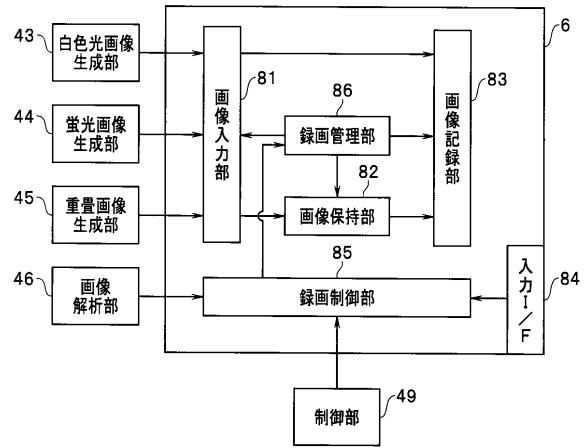 43
白色光画像
生成部
44
蛍光画像
生成部
45
重畳画像
生成部
46
画像
解析部
6
81
画像入力部
86
録画管理部
82
画像保持部
83
画像記録部
85
録画制御部
84
入力I/F
49
制御部